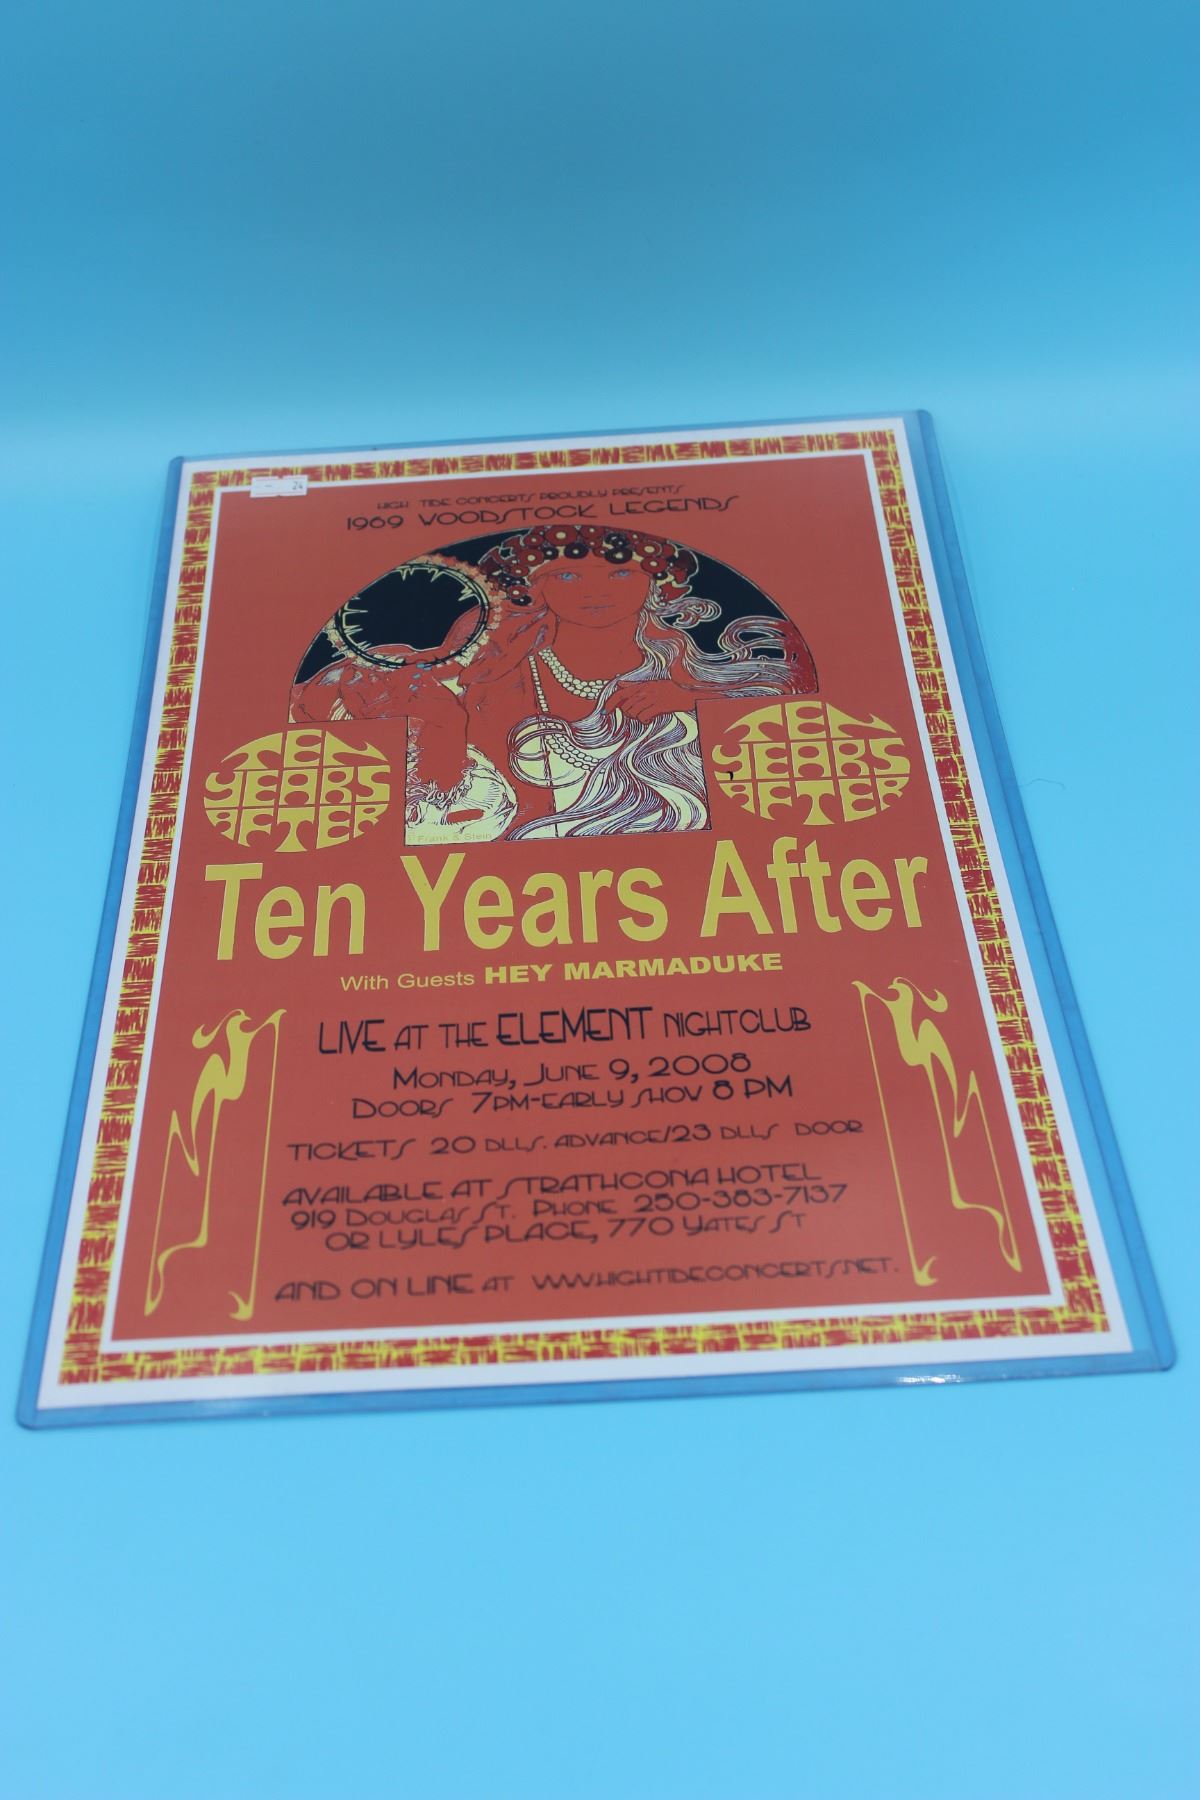 24
HIGH TIDE CONCERTS PROUDLY PRESENTS
1969 WOODSTOCK LEGENDS
TEN
YEARS
AFTER
TEN
YEARS
AFTER
Frank & Stein
Ten Years After
With Guests HEY MARMADUKE
LIVE AT THE ELEMENT NIGHTCLUB
MONDAY, JUNE 9, 2008
DOORS 7PM-EARLY SHOW 8 PM
TICKETS 20 DLLS. ADVANCE/23 DLLS DOOR
AVAILABLE AT STRATHCONA HOTEL
919 DOUGLAS ST. PHONE 250-383-7137
OR LYLES PLACE, 770 YATES ST
AND ON LINE AT WWW.HIGHTIDECONCERTS.NET.